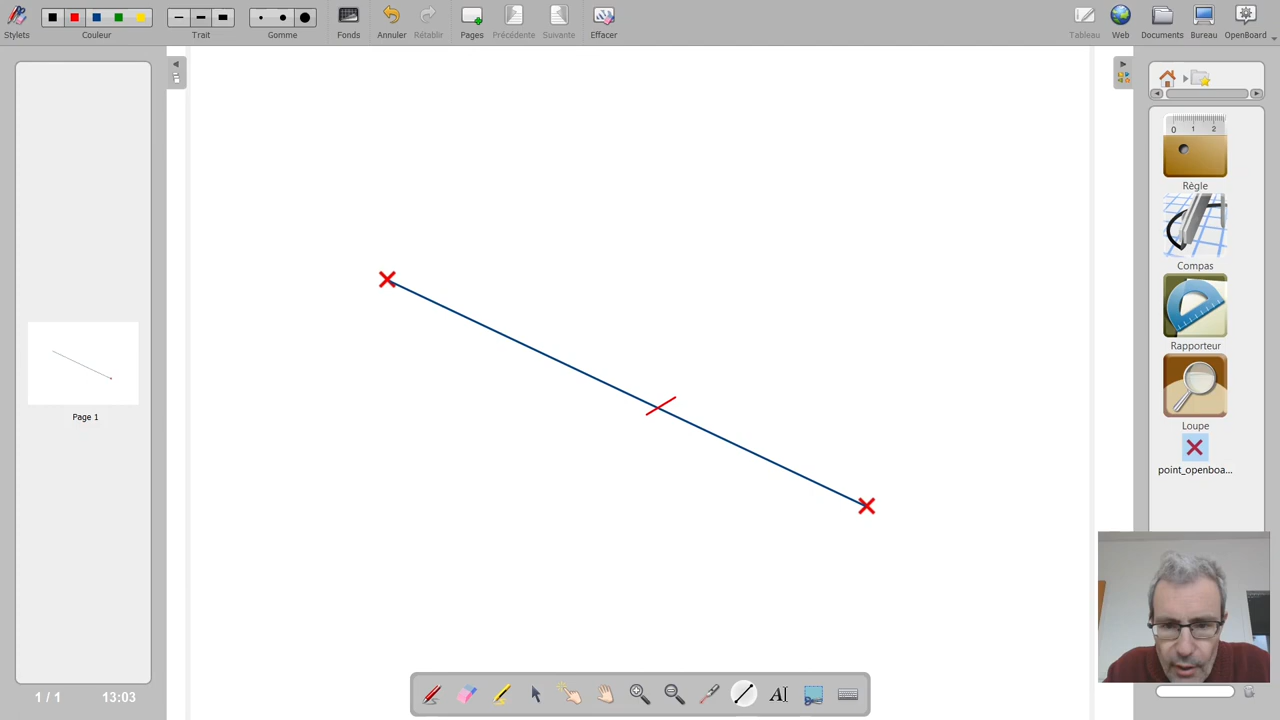 Stylets Couleur Trait Gomme Fonds Annuler Rétablir Pages Précédente Suivante Effacer Tableau Web Documents Bureau OpenBoard
0 1 2
Règle
Compas
Rapporteur
Loupe
Page 1
point_openboa...
AI
1 / 1 13:03